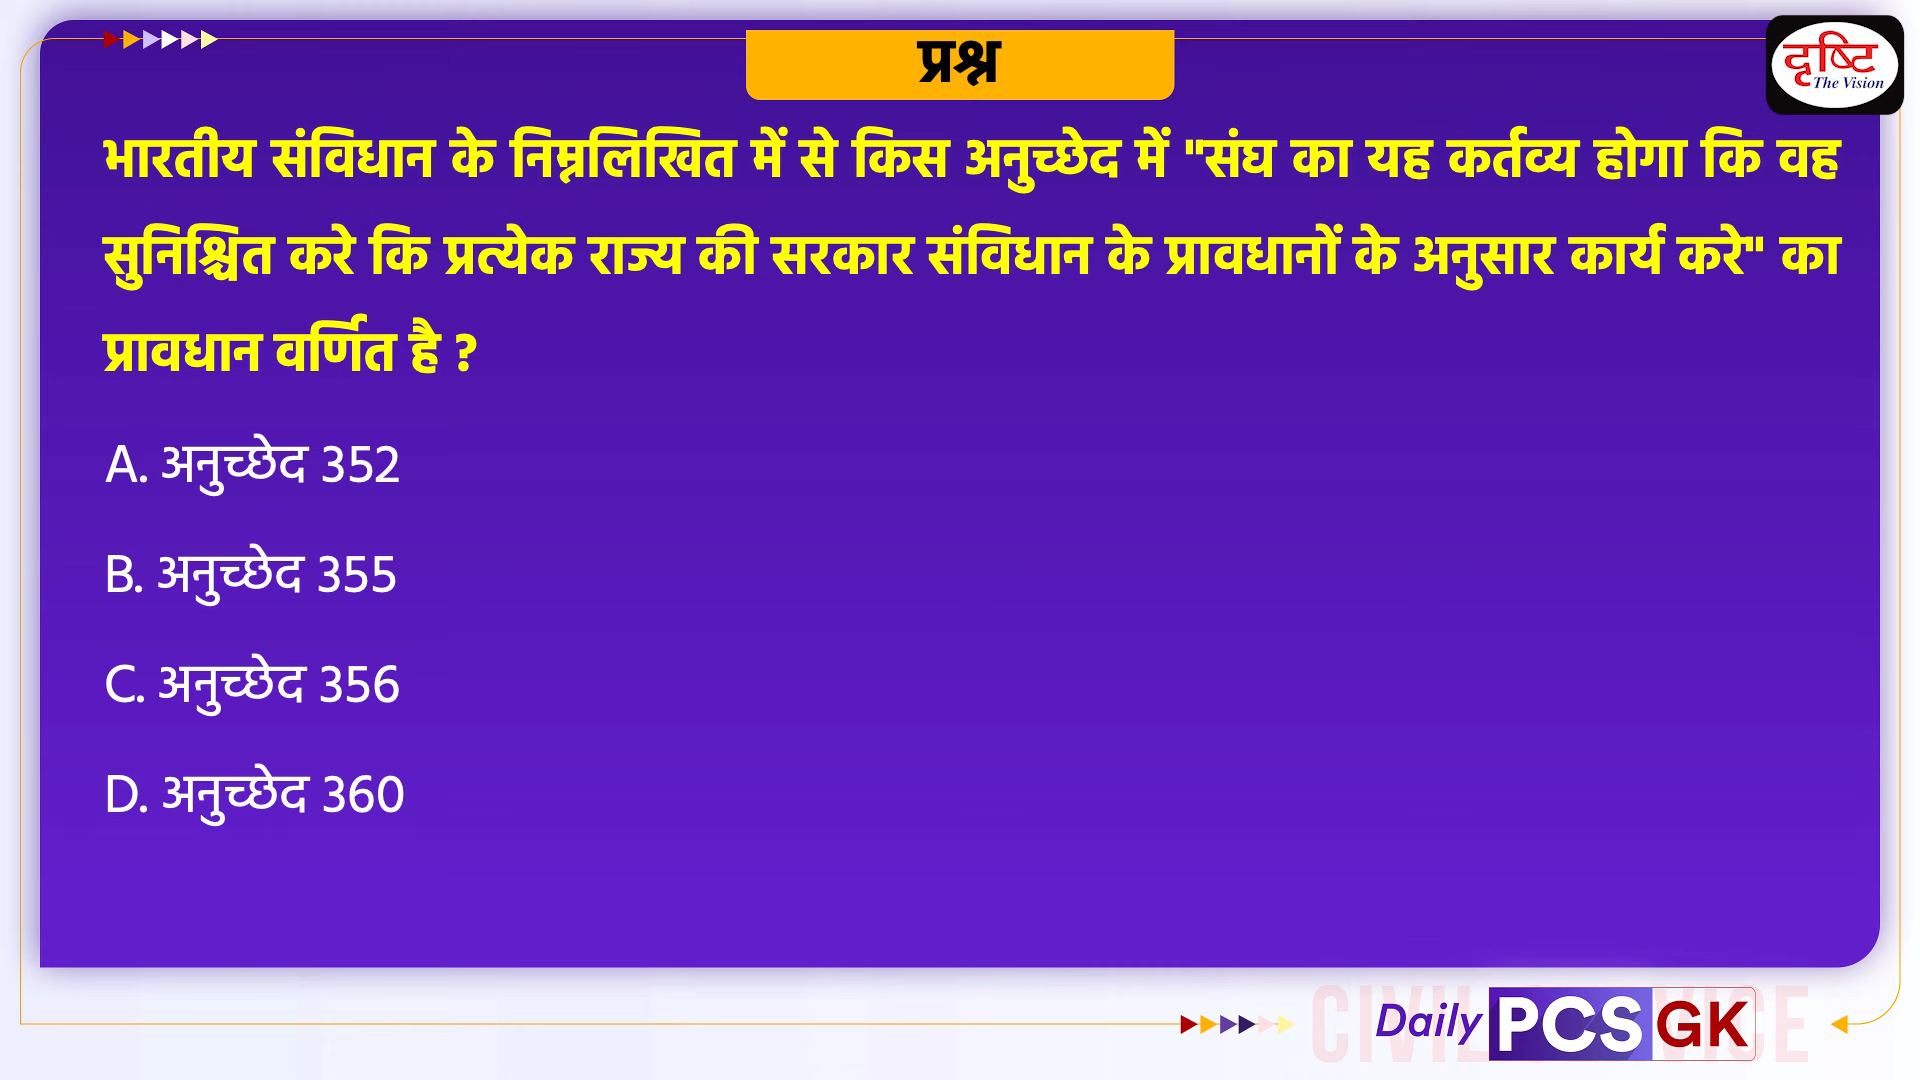 प्रश्न
दृष्टि
The Vision
भारतीय संविधान के निम्नलिखित में से किस अनुच्छेद में "संघ का यह कर्तव्य होगा कि वह
सुनिश्चित करे कि प्रत्येक राज्य की सरकार संविधान के प्रावधानों के अनुसार कार्य करे" का
प्रावधान वर्णित है ?
A. अनुच्छेद 352
B. अनुच्छेद 355
C. अनुच्छेद 356
D. अनुच्छेद 360
Daily PCS GK